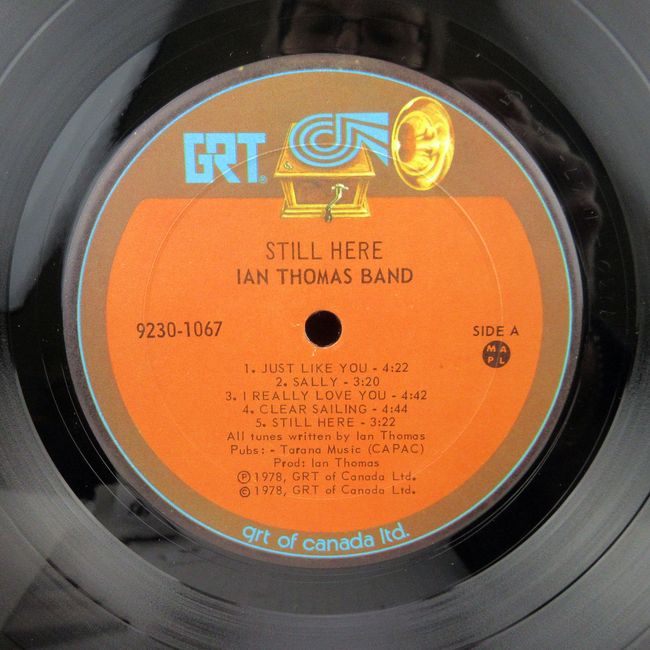 GRT®
STILL HERE
IAN THOMAS BAND
9230-1067
SIDE A
M A
P L
1. JUST LIKE YOU - 4:22
2. SALLY - 3:20
3. I REALLY LOVE YOU - 4:42
4. CLEAR SAILING - 4:44
5. STILL HERE - 3:22
All tunes written by Ian Thomas
Pubs: - Tarana Music (CAPAC)
Prod: Ian Thomas
Ⓟ 1978, GRT of Canada Ltd.
© 1978, GRT of Canada Ltd.
grt of canada ltd.